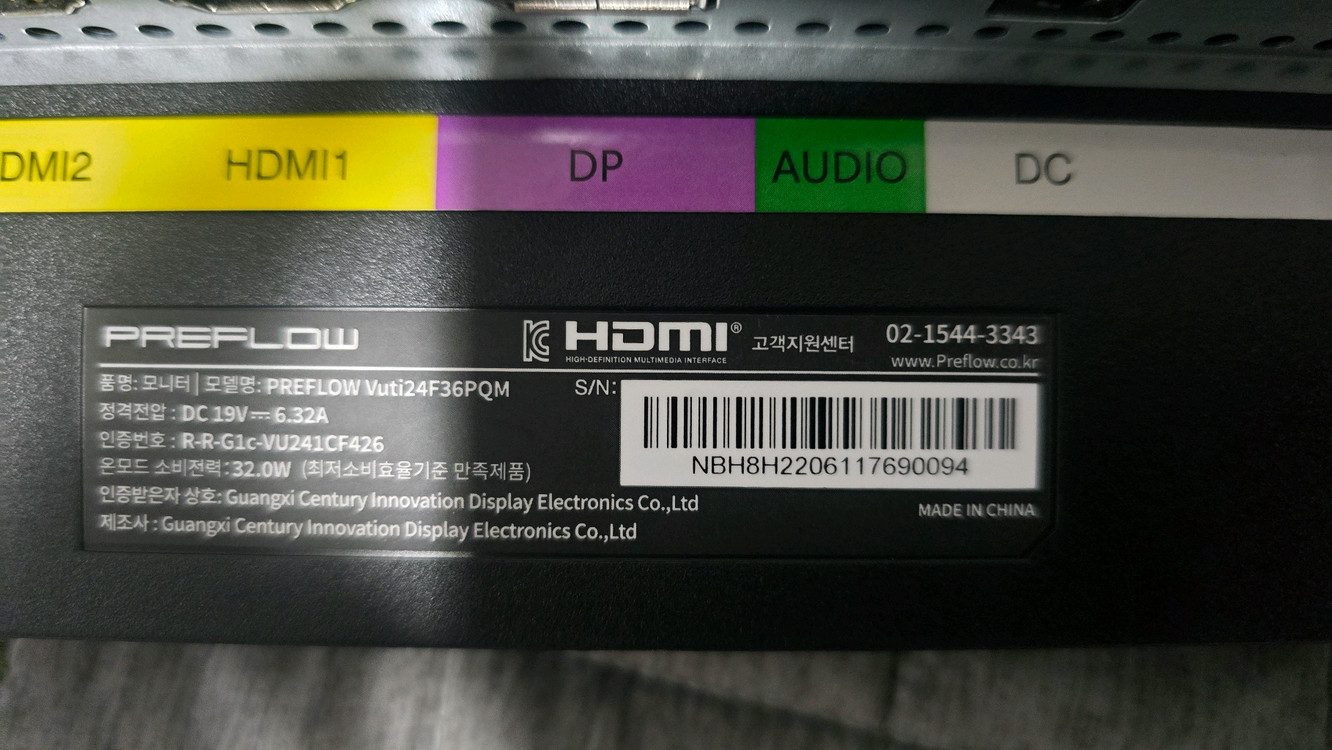 DMI2 HDMI1 DP AUDIO DC
PREFLOW
HDMI®
HIGH-DEFINITION MULTIMEDIA INTERFACE
고객지원센터 02-1544-3343
www.Preflow.co.kr
품명: 모니터| 모델명: PREFLOW Vuti24F36PQM
S/N:
정격전압 : DC 19V⎓ 6.32A
인증번호 : R-R-G1c-VU241CF426
온모드 소비전력 : 32.0W (최저소비효율기준 만족제품)
NBH8H2206117690094
인증받은자 상호: Guangxi Century Innovation Display Electronics Co.,Ltd
MADE IN CHINA
제조사 : Guangxi Century Innovation Display Electronics Co.,Ltd